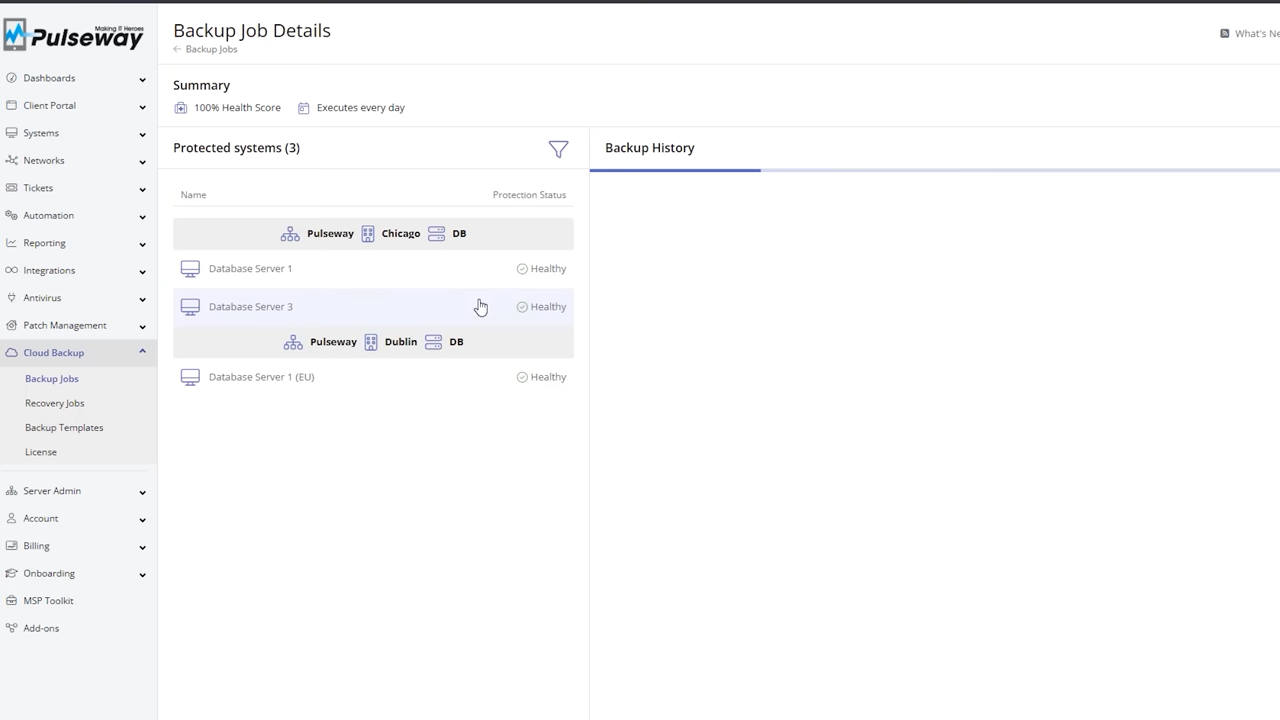 Making IT Heroes
Pulseway
Dashboards
Client Portal
Systems
Networks
Tickets
Automation
Reporting
Integrations
Antivirus
Patch Management
Cloud Backup
Backup Jobs
Recovery Jobs
Backup Templates
License
Server Admin
Account
Billing
Onboarding
MSP Toolkit
Add-ons
Backup Job Details
Backup Jobs
What's Ne
Summary
100% Health Score Executes every day
Protected systems (3)
Name Protection Status
Pulseway Chicago DB
Database Server 1 Healthy
Database Server 3 Healthy
Pulseway Dublin DB
Database Server 1 (EU) Healthy
Backup History